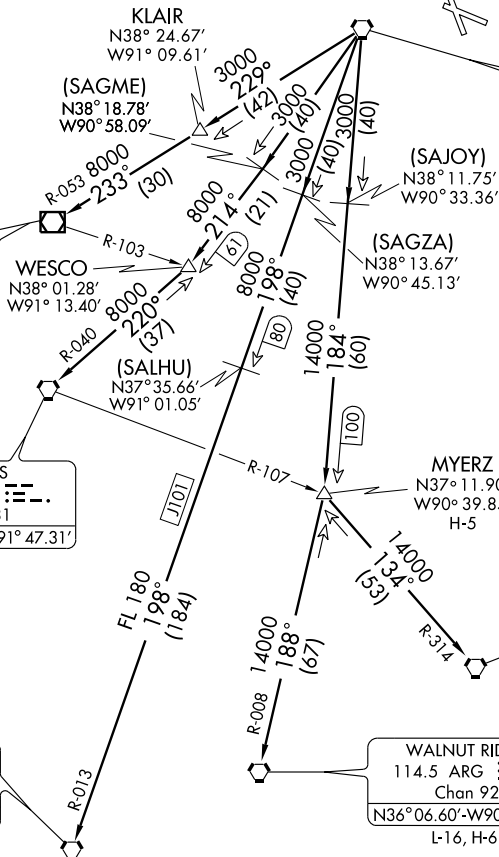 KLAIR
N38° 24.67'
W91° 09.61'
(SAGME)
N38° 18.78'
W90° 58.09'
3000
229°
(42)
3000
(40)
3000
(40)
3000
(40)
(SAJOY)
N38° 11.75'
W90° 33.36'
(SAGZA)
N38° 13.67'
W90° 45.13'
R-053
8000
233°
(30)
R-103
8000
214°
(21)
61
WESCO
N38° 01.28'
W91° 13.40'
8000
220°
(37)
R-040
8000
198°
(40)
80
(SALHU)
N37° 35.66'
W91° 01.05'
14000
184°
(60)
100
R-107
MYERZ
N37° 11.90
W90° 39.8
H-5
S
31
91° 47.31'
J101
FL 180
198°
(184)
14000
134°
(53)
R-314
14000
188°
(67)
R-008
R-013
WALNUT RID
114.5 ARG
Chan 92
N36° 06.60'-W90
L-16, H-6